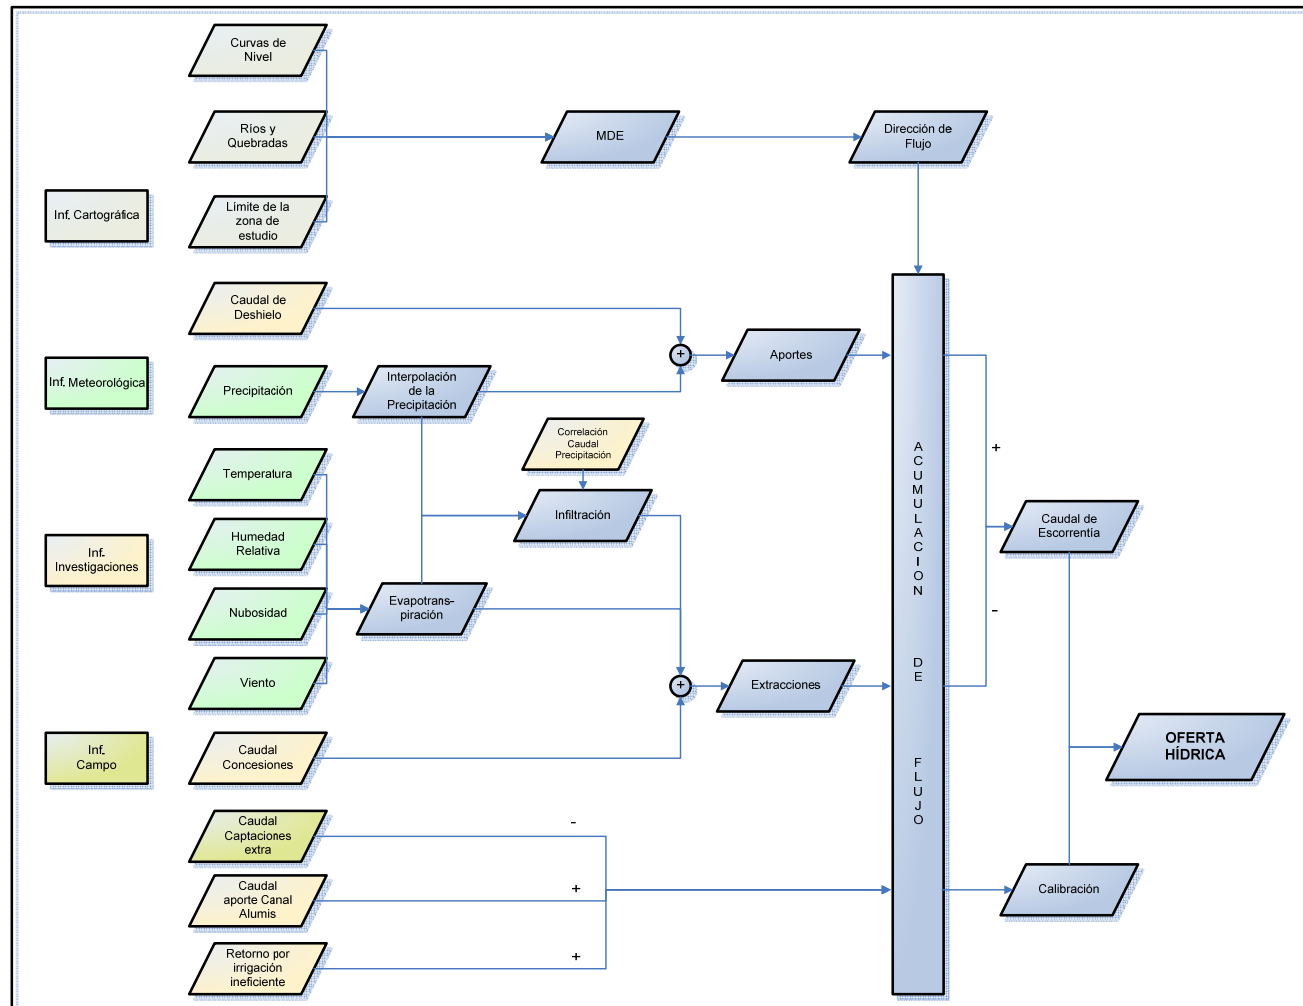 Curvas de
Nivel
Ríos y
Quebradas
MDE
Dirección de
Flujo
Inf. Cartográfica
Límite de la
zona de
estudio
Caudal de
Deshielo
+
Aportes
Inf. Meteorológica
Precipitación
Interpolación
de la
Precipitación
Correlación
Caudal
Precipitación
Temperatura
Infiltración
Inf.
Investigaciones
Humedad
Relativa
Nubosidad
Evapotrans-
piración
Viento
+
Extracciones
Inf.
Campo
Caudal
Concesiones
Caudal
Captaciones
extra
-
Caudal
aporte Canal
Alumis
+
Retorno por
irrigación
ineficiente
+
ACUMULACION DE FLUJO
+
Caudal de
Escorrentía
-
OFERTA
HÍDRICA
Calibración